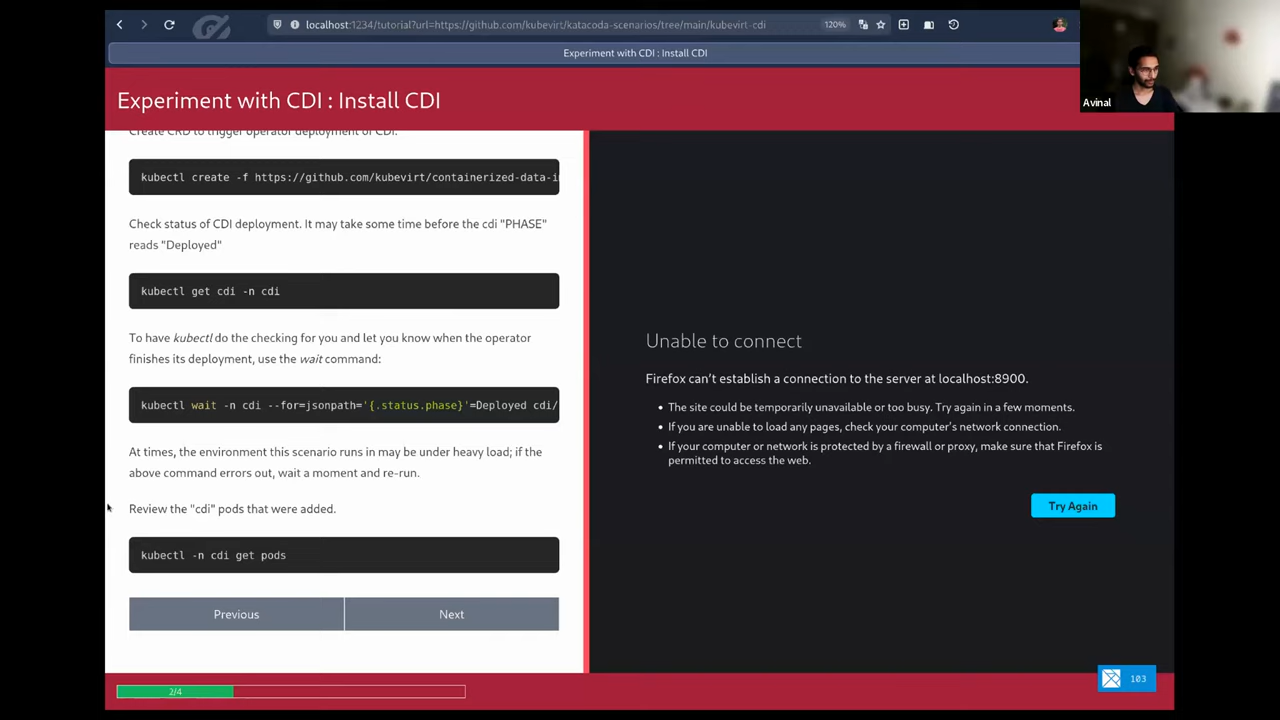 localhost:1234/tutorial?url=https://github.com/kubevirt/katacoda-scenarios/tree/main/kubevirt-cdi
120%
Experiment with CDI : Install CDI
Avinal
Experiment with CDI : Install CDI
Create CRD to trigger operator deployment of CDI.
kubectl create -f https://github.com/kubevirt/containerized-data-i
Check status of CDI deployment. It may take some time before the cdi "PHASE"
reads "Deployed"
kubectl get cdi -n cdi
To have kubectl do the checking for you and let you know when the operator
finishes its deployment, use the wait command:
kubectl wait -n cdi --for=jsonpath='{.status.phase}'=Deployed cdi/
At times, the environment this scenario runs in may be under heavy load; if the
above command errors out, wait a moment and re-run.
Review the "cdi" pods that were added.
kubectl -n cdi get pods
Previous
Next
2/4
Unable to connect
Firefox can’t establish a connection to the server at localhost:8900.
• The site could be temporarily unavailable or too busy. Try again in a few moments.
• If you are unable to load any pages, check your computer’s network connection.
• If your computer or network is protected by a firewall or proxy, make sure that Firefox is
permitted to access the web.
Try Again
103